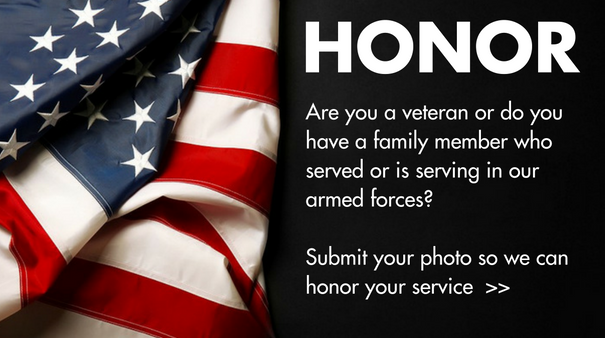 HONOR
Are you a veteran or do you
have a family member who
served or is serving in our
armed forces?
Submit your photo so we can
honor your service >>